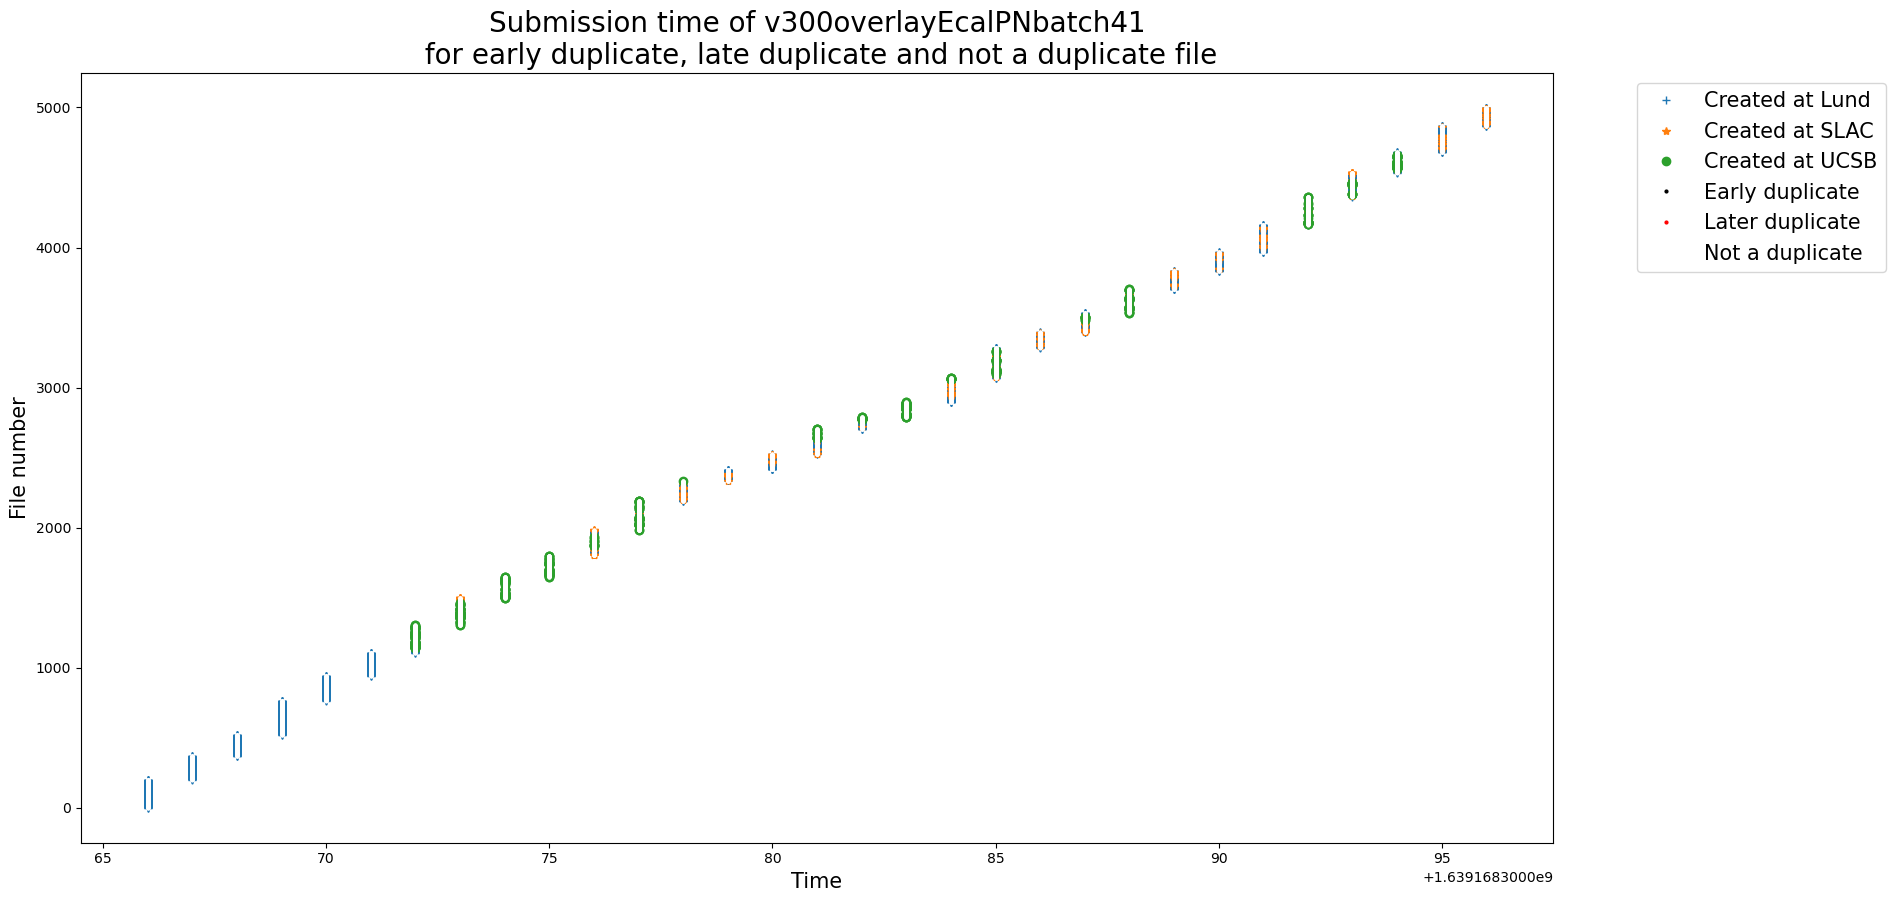 Submission time of v300overlayEcalPNbatch41
for early duplicate, late duplicate and not a duplicate file
Created at Lund
Created at SLAC
Created at UCSB
Early duplicate
Later duplicate
Not a duplicate
File number
5000
4000
3000
2000
1000
0
65
70
75
80
85
90
95
+1.6391683000e9
Time